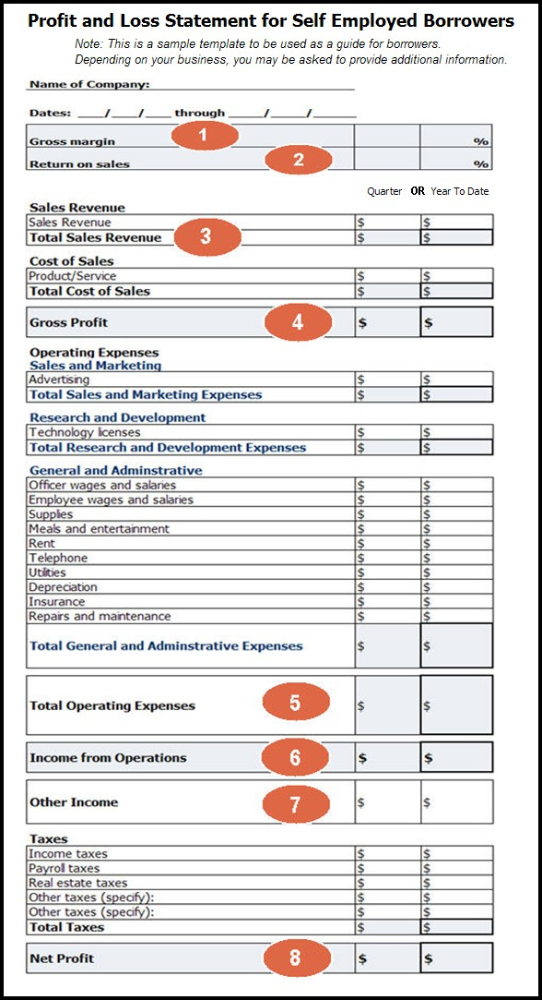 Profit and Loss Statement for Self Employed Borrowers
Note: This is a sample template to be used as a guide for borrowers.
Depending on your business, you may be asked to provide additional information.
Name of Company: ____________________
Dates: ___/___/___ through ____/____/____
Gross margin 1 %
Return on sales 2 %
Quarter OR Year To Date
Sales Revenue
Sales Revenue $ $
Total Sales Revenue 3 $ $
Cost of Sales
Product/Service $ $
Total Cost of Sales $ $
Gross Profit 4 $ $
Operating Expenses
Sales and Marketing
Advertising $ $
Total Sales and Marketing Expenses $ $
Research and Development
Technology licenses $ $
Total Research and Development Expenses $ $
General and Adminstrative
Officer wages and salaries $ $
Employee wages and salaries $ $
Supplies $ $
Meals and entertainment $ $
Rent $ $
Telephone $ $
Utilities $ $
Depreciation $ $
Insurance $ $
Repairs and maintenance $ $
Total General and Adminstrative Expenses $ $
Total Operating Expenses 5 $ $
Income from Operations 6 $ $
Other Income 7 $ $
Taxes
Income taxes $ $
Payroll taxes $ $
Real estate taxes $ $
Other taxes (specify): $ $
Other taxes (specify): $ $
Total Taxes $ $
Net Profit 8 $ $